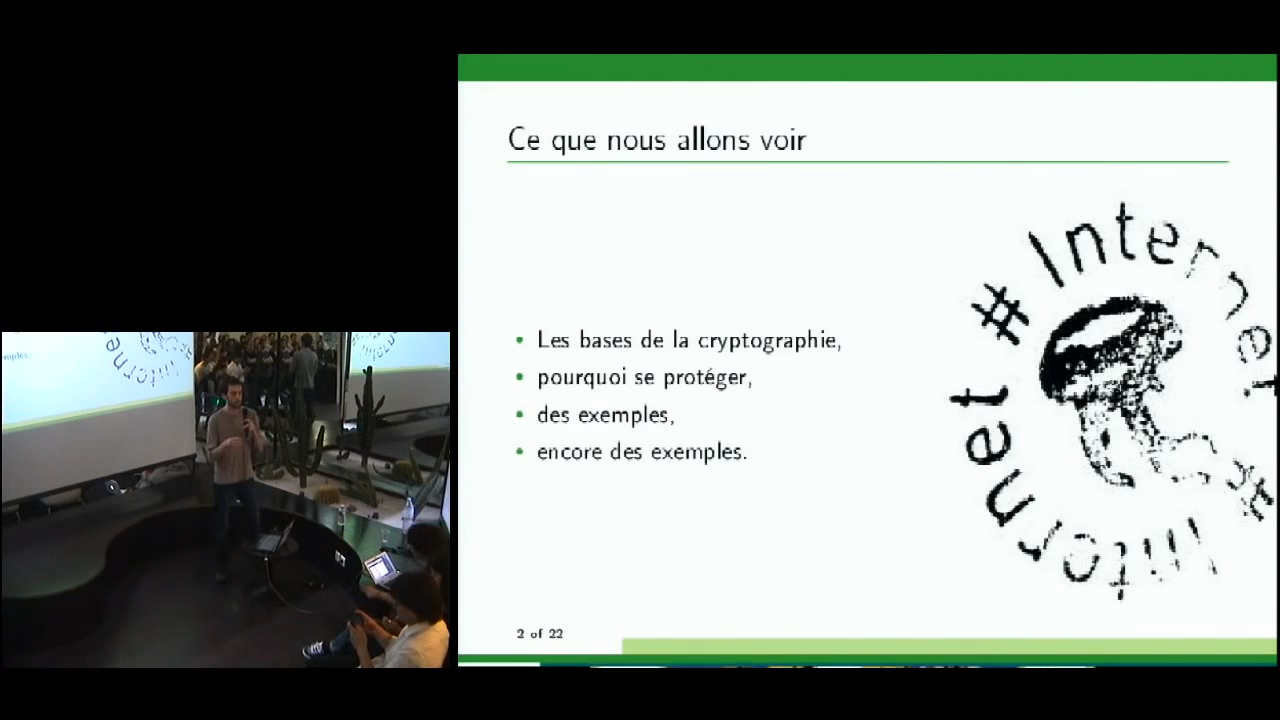 Ce que nous allons voir
Les bases de la cryptographie,
pourquoi se protéger,
des exemples,
encore des exemples.
# Internet # Internet
2 of 22